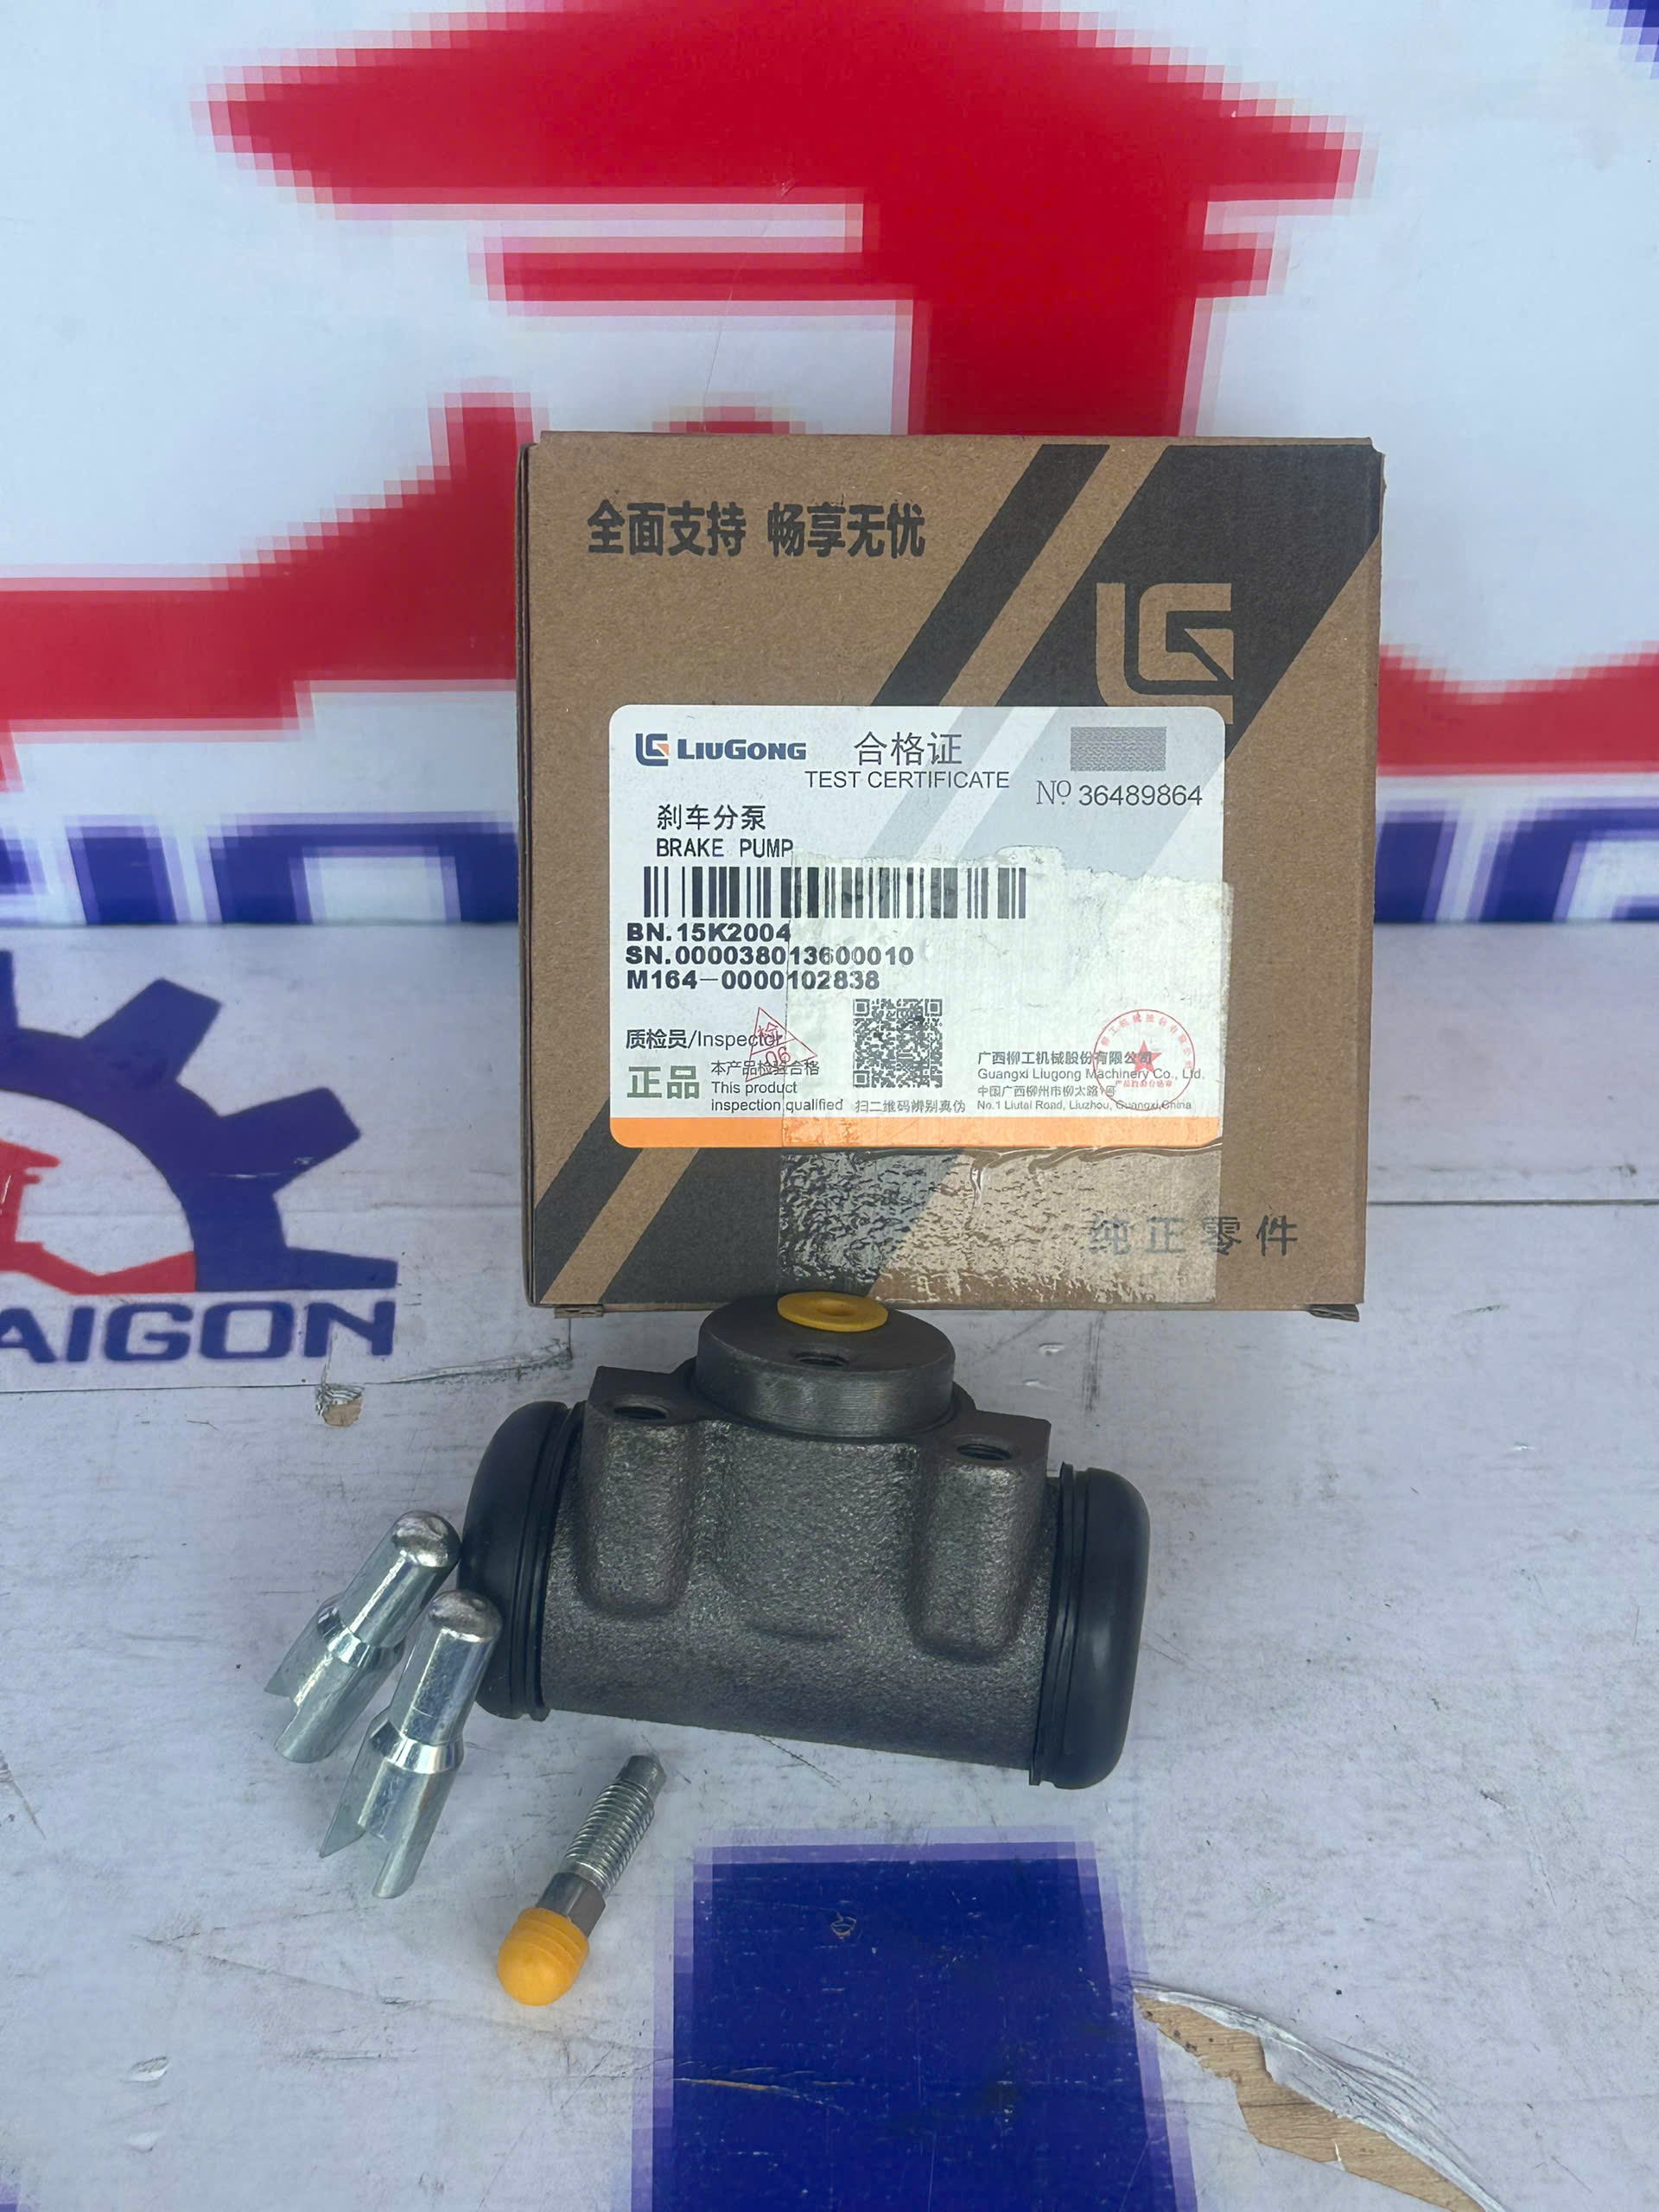 全面支持 畅享无忧
LG
LG LIUGONG
合格证
TEST CERTIFICATE
Nº 36489864
刹车分泵
BRAKE PUMP
BN.15K2004
SN.000038013600010
M164-0000102838
质检员/Inspector
检
06
正品
本产品检验合格
This product
inspection qualified
扫二维码辨别真伪
广西柳工机械股份有限公司
Guangxi Liugong Machinery Co., Ltd.
中国广西柳州市柳太路1号
No.1 Liutai Road, Liuzhou, Guangxi,China
纯正零件
AIGON